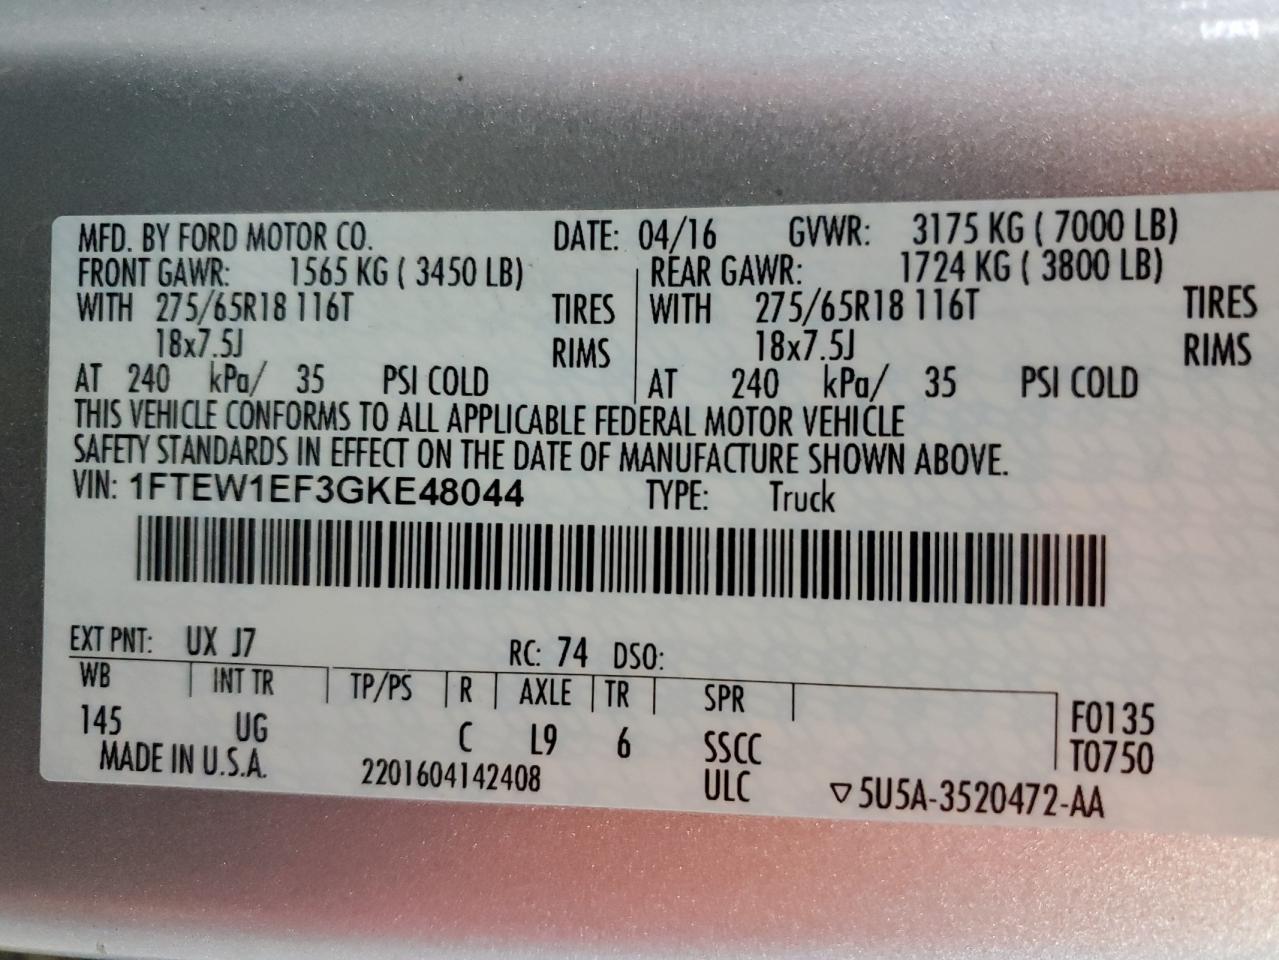 MFD. BY FORD MOTOR CO. DATE: 04/16 GVWR: 3175 KG ( 7000 LB)
FRONT GAWR: 1565 KG ( 3450 LB) REAR GAWR: 1724 KG ( 3800 LB)
WITH 275/65R18 116T TIRES WITH 275/65R18 116T TIRES
18x7.5J RIMS 18x7.5J RIMS
AT 240 kPa/ 35 PSI COLD AT 240 kPa/ 35 PSI COLD
THIS VEHICLE CONFORMS TO ALL APPLICABLE FEDERAL MOTOR VEHICLE
SAFETY STANDARDS IN EFFECT ON THE DATE OF MANUFACTURE SHOWN ABOVE.
VIN: 1FTEW1EF3GKE48044 TYPE: Truck
EXT PNT: UX J7 RC: 74 DSO:
WB INT TR TP/PS R AXLE TR SPR F0135
145 UG C L9 6 SSCC T0750
MADE IN U.S.A. 2201604142408 ULC ▽5U5A-3520472-AA